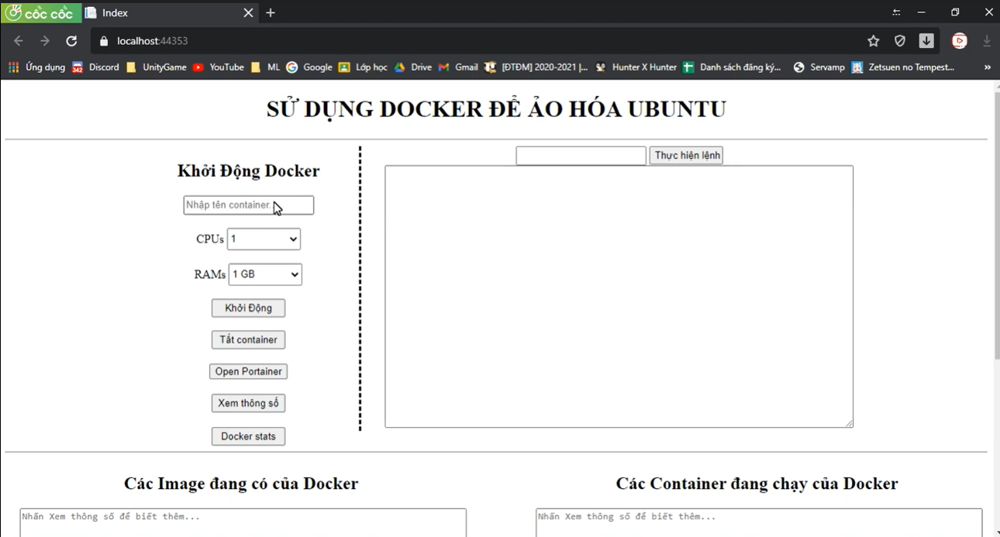 cốc cốc
Index
localhost:44353
Ứng dụng
342
Discord
UnityGame
YouTube
ML
Google
Lớp học
Drive
Gmail
[ĐTĐM] 2020-2021 |...
Hunter X Hunter
Danh sách đăng ký...
Servamp
Zetsuen no Tempest...
SỬ DỤNG DOCKER ĐỂ ẢO HÓA UBUNTU
Khởi Động Docker
Nhập tên container.
CPUs 1
RAMs 1 GB
Khởi Động
Tắt container
Open Portainer
Xem thông số
Docker stats
Thực hiện lệnh
Các Image đang có của Docker
Nhấn Xem thông số để biết thêm...
Các Container đang chạy của Docker
Nhấn Xem thông số để biết thêm...